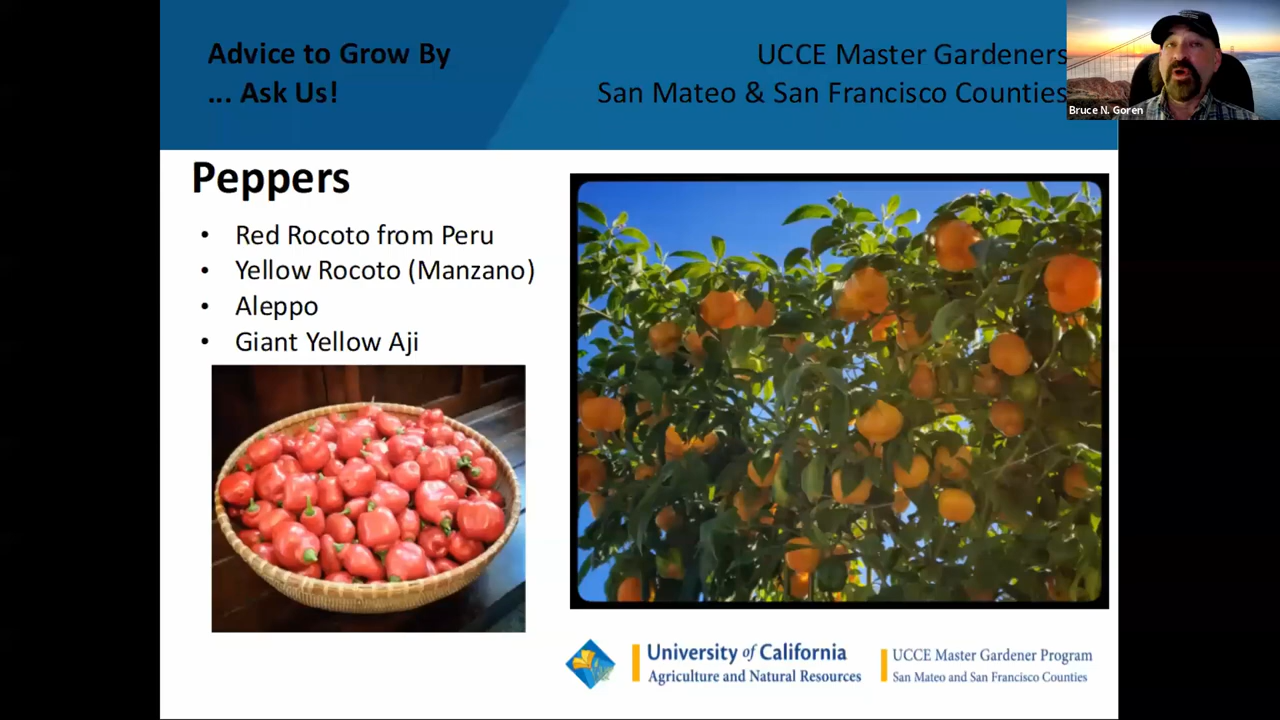 Advice to Grow By
... Ask Us!
UCCE Master Gardeners
San Mateo & San Francisco Counties
Bruce N. Goren
Peppers
• Red Rocoto from Peru
• Yellow Rocoto (Manzano)
• Aleppo
• Giant Yellow Aji
University of California
Agriculture and Natural Resources
UCCE Master Gardener Program
San Mateo and San Francisco Counties